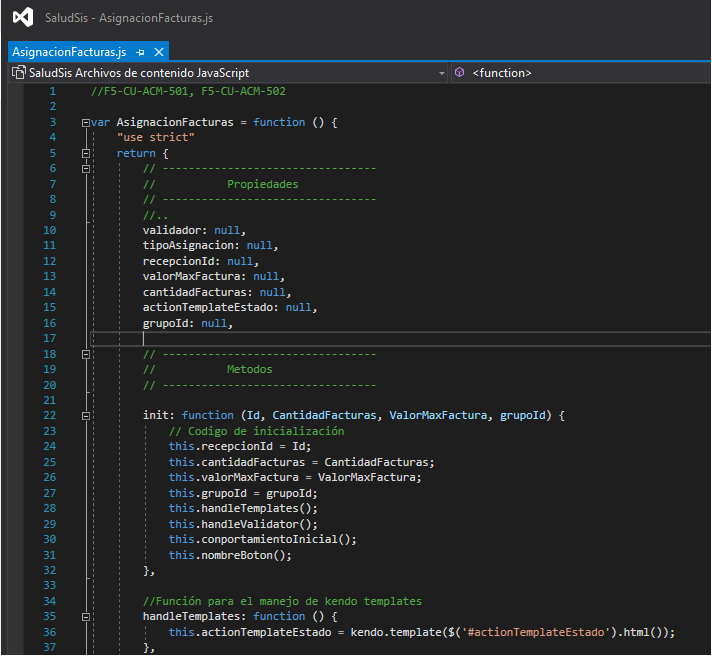 SaludSis - AsignacionFacturas.js
AsignacionFacturas.js
SaludSis Archivos de contenido JavaScript <function>
1 //F5-CU-ACM-501, F5-CU-ACM-502
2
3 var AsignacionFacturas = function () {
4 "use strict"
5 return {
6 // ---------------------------------
7 // Propiedades
8 // ---------------------------------
9 //..
10 validador: null,
11 tipoAsignacion: null,
12 recepcionId: null,
13 valorMaxFactura: null,
14 cantidadFacturas: null,
15 actionTemplateEstado: null,
16 grupoId: null,
17
18 // ---------------------------------
19 // Metodos
20 // ---------------------------------
21
22 init: function (Id, CantidadFacturas, ValorMaxFactura, grupoId) {
23 // Codigo de inicialización
24 this.recepcionId = Id;
25 this.cantidadFacturas = CantidadFacturas;
26 this.valorMaxFactura = ValorMaxFactura;
27 this.grupoId = grupoId;
28 this.handleTemplates();
29 this.handleValidator();
30 this.conportamientoInicial();
31 this.nombreBoton();
32 },
33
34 //Función para el manejo de kendo templates
35 handleTemplates: function () {
36 this.actionTemplateEstado = kendo.template($('#actionTemplateEstado').html());
37 },